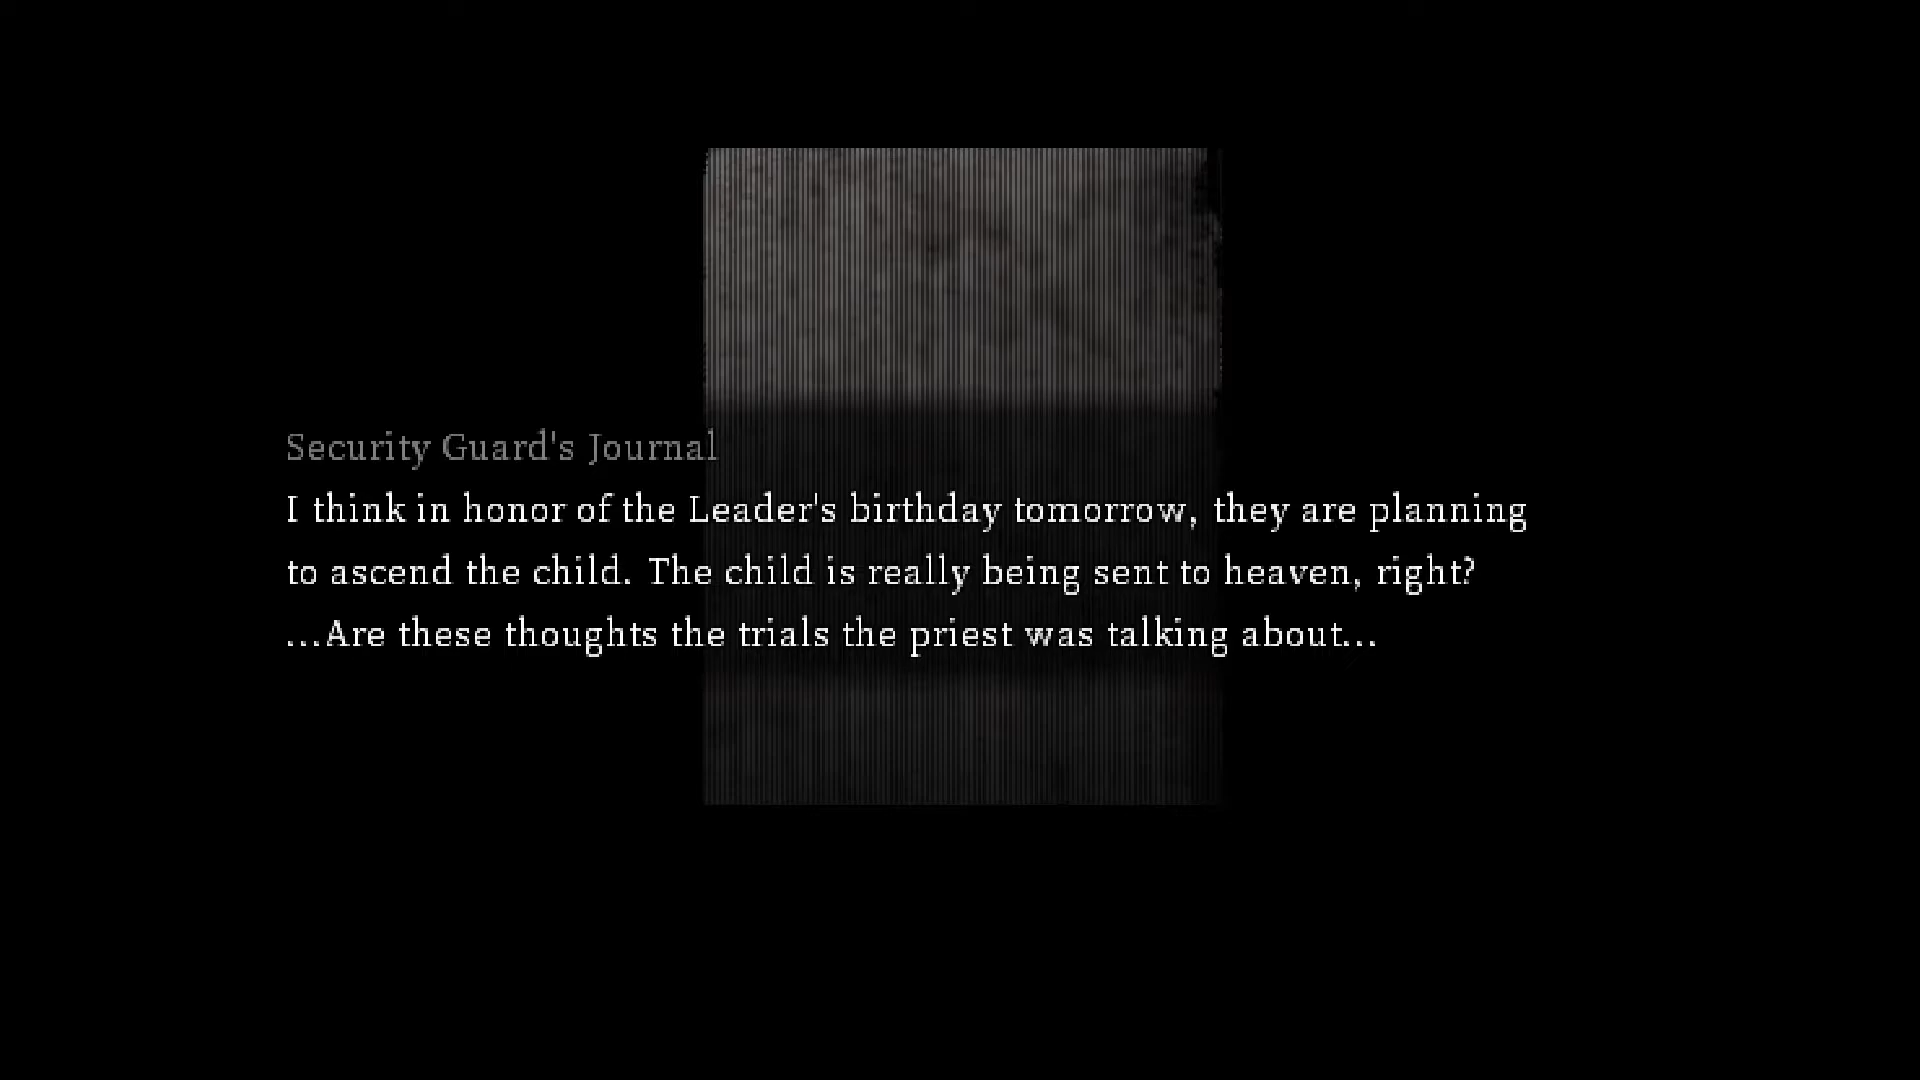 Security Guard's Journal
I think in honor of the Leader's birthday tomorrow, they are planning
to ascend the child. The child is really being sent to heaven, right?
...Are these thoughts the trials the priest was talking about...